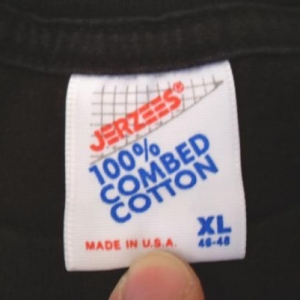 JERZEES®
100%
COMBED
COTTON
XL
46-48
MADE IN U.S.A.